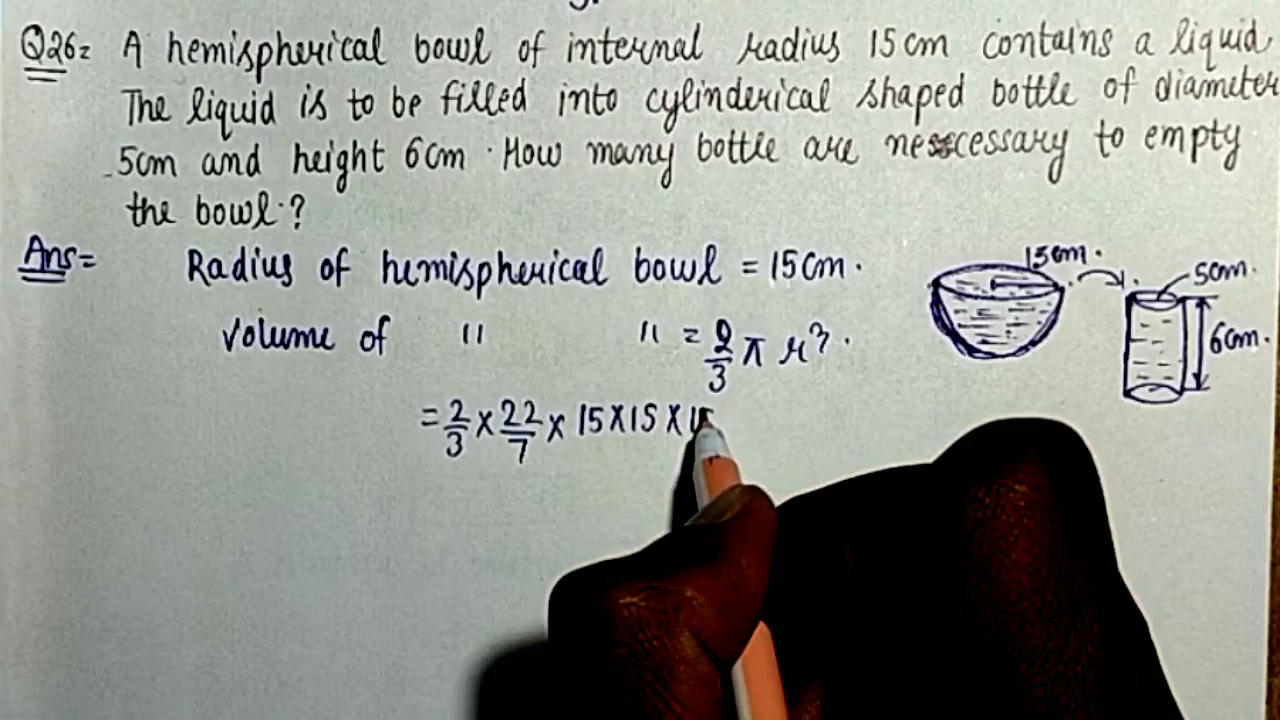 Q26= A hemispherical bowl of internal radius 15cm contains a liquid.
The liquid is to be filled into cylinderical shaped bottle of diameter
5cm and height 6cm. How many bottle are nesscessary to empty
the bowl.?
Ans= Radius of hemispherical bowl = 15cm.
Volume of " " = 2/3 π r³.
= 2/3 × 22/7 × 15×15×15
15cm.
5cm.
6cm.